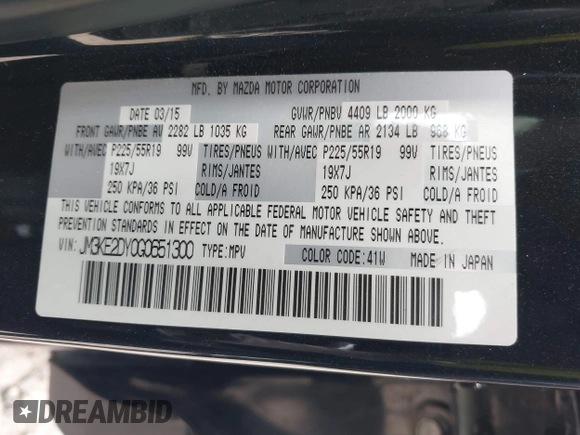 MFD. BY MAZDA MOTOR CORPORATION
DATE 03/15 GVWR/PNBV 4409 LB 2000 KG
FRONT GAWR/PNBE AV 2282 LB 1035 KG REAR GAWR/PNBE AR 2134 LB 968 KG
WITH/AVEC P225/55R19 99V TIRES/PNEUS WITH/AVEC P225/55R19 99V TIRES/PNEUS
19X7J RIMS/JANTES 19X7J RIMS/JANTES
250 KPA/36 PSI COLD/A FROID 250 KPA/36 PSI COLD/A FROID
THIS VEHICLE CONFORMS TO ALL APPLICABLE FEDERAL MOTOR VEHICLE SAFETY AND THEFT
PREVENTION STANDARDS IN EFFECT ON THE DATE OF MANUFACTURE SHOWN ABOVE.
VIN: JM3KE2DY0G0651300 TYPE:MPV COLOR CODE:41W MADE IN JAPAN
DREAMBID